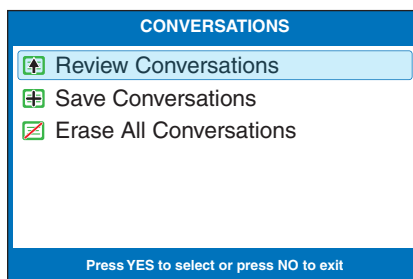 CONVERSATIONS
Review Conversations
Save Conversations
Erase All Conversations
Press YES to select or press NO to exit